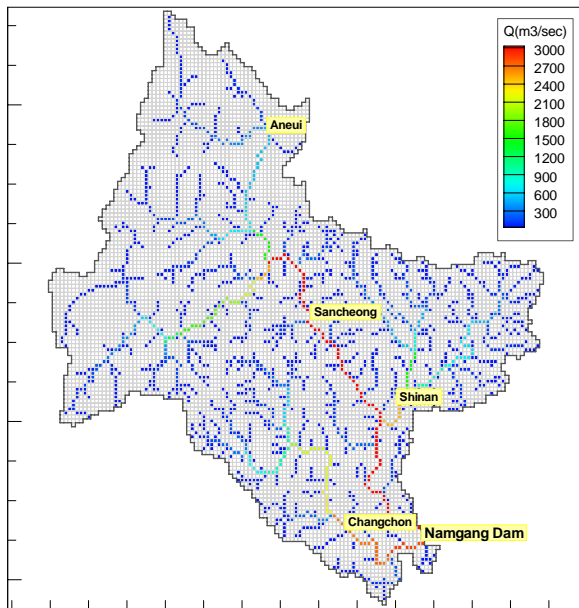 Q(m3/sec)
3000
2700
2400
2100
1800
1500
1200
900
600
300
Aneui
Sancheong
Shinan
Changchon
Namgang Dam